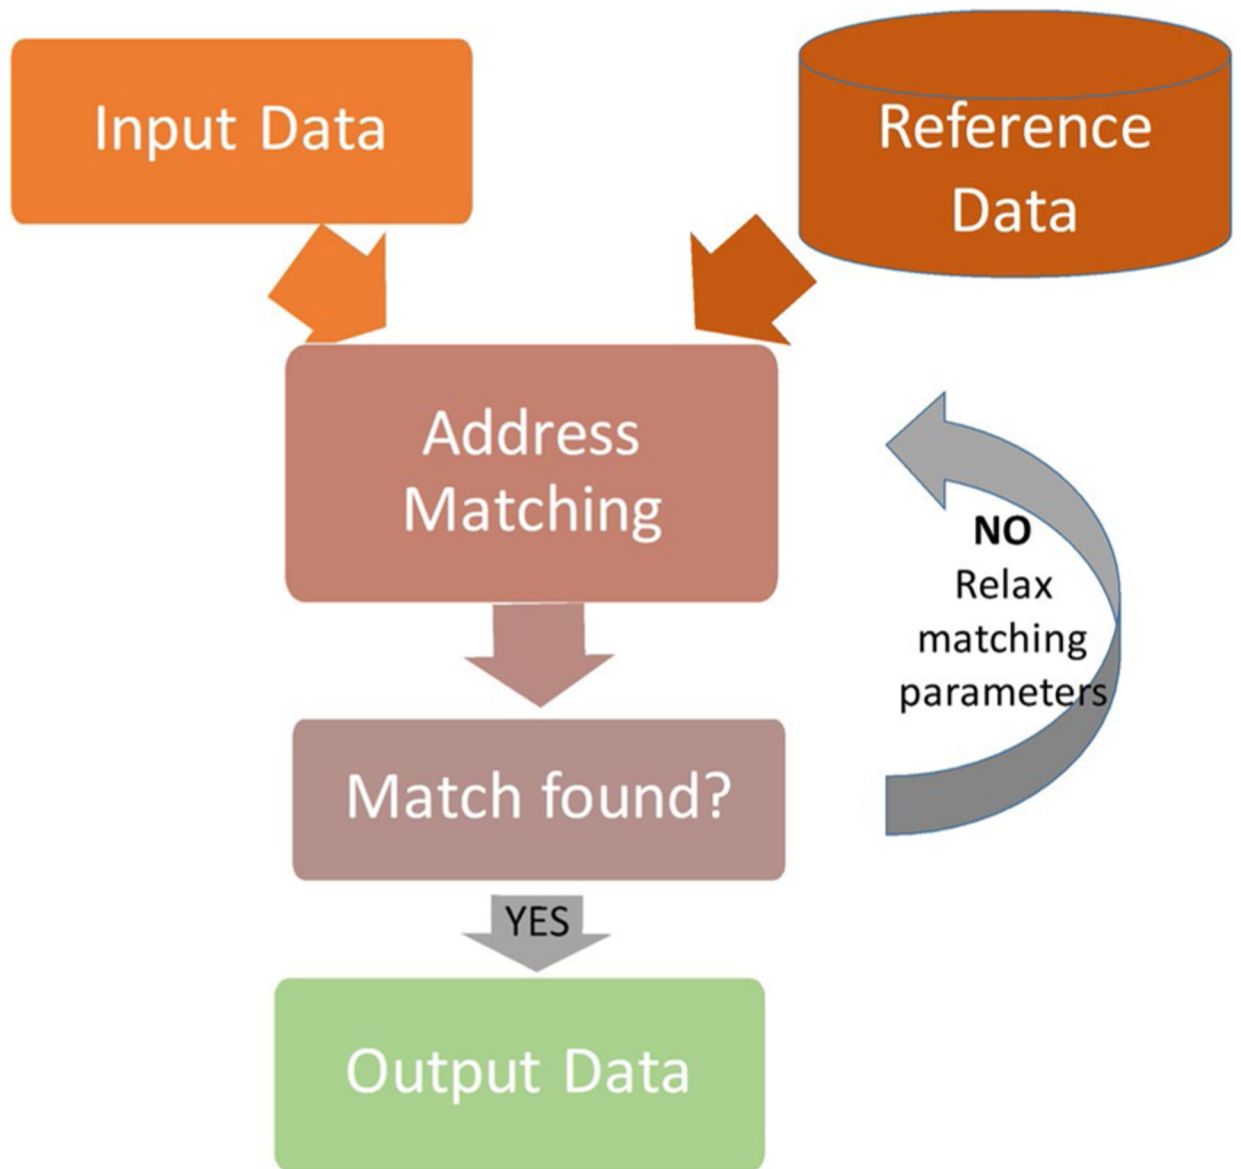 Input Data
Reference
Data
Address
Matching
NO
Relax
matching
parameters
Match found?
YES
Output Data